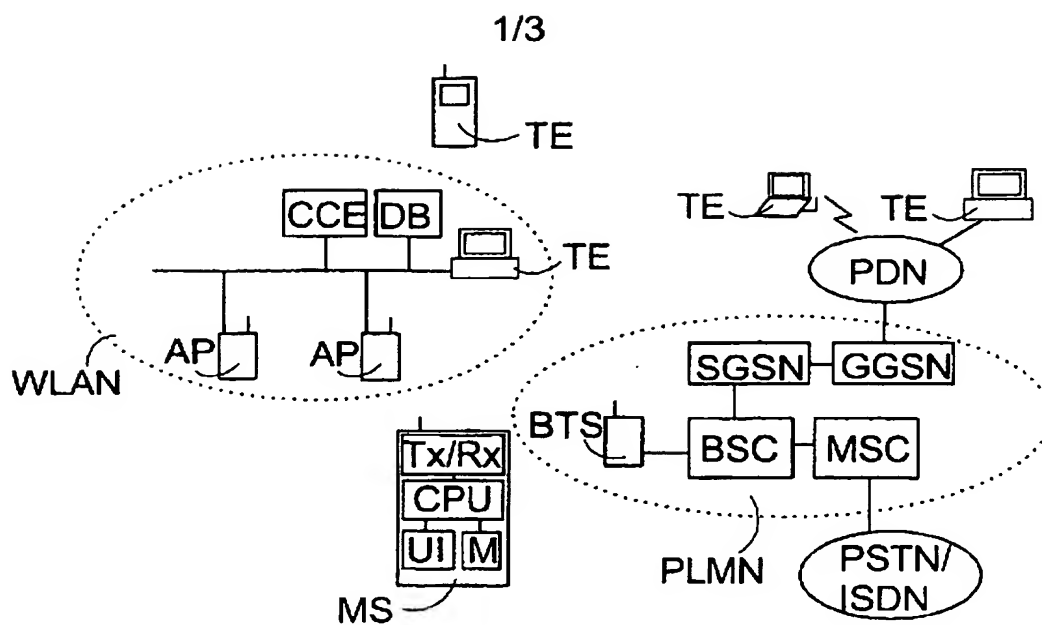 1/3
TE
CCE DB
TE
TE TE
PDN
AP AP
WLAN
SGSN GGSN
BTS
BSC MSC
Tx/Rx
CPU
UI M
MS
PLMN
PSTN/
ISDN